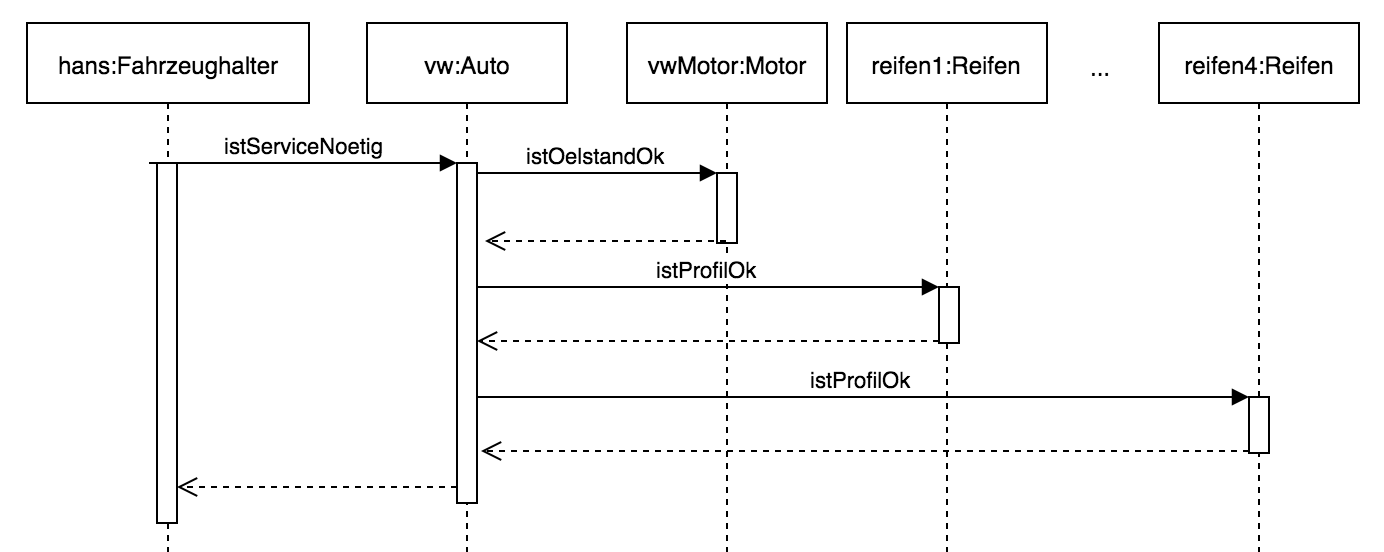 hans:Fahrzeughalter
vw:Auto
vwMotor:Motor
reifen1:Reifen
...
reifen4:Reifen
istServiceNoetig
istOelstandOk
istProfilOk
istProfilOk